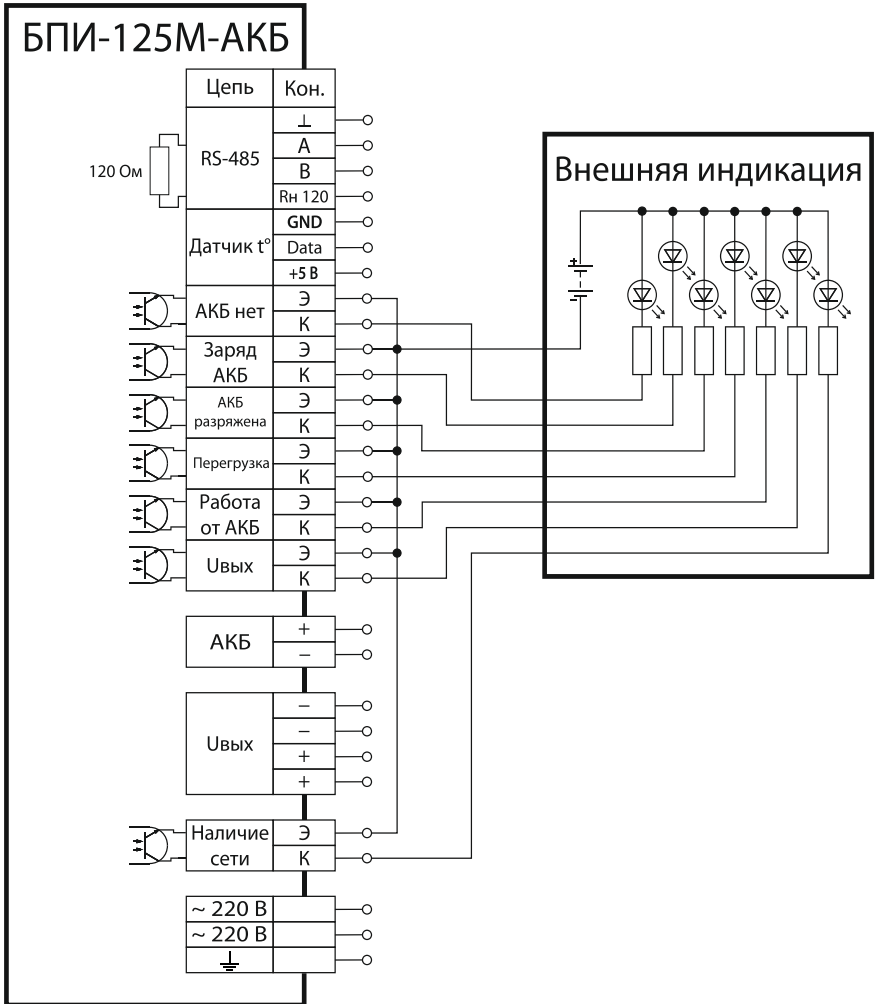 БПИ-125М-АКБ
Цепь Кон.
RS-485
⊥
A
B
Rн 120
120 Ом
Датчик t°
GND
Data
+5 В
АКБ нет
Э
К
Заряд
АКБ
Э
К
АКБ
разряжена
Э
К
Перегрузка
Э
К
Работа
от АКБ
Э
К
Uвых
Э
К
АКБ
+
–
Uвых
–
–
+
+
Наличие
сети
Э
К
~ 220 В
~ 220 В
Внешняя индикация
+